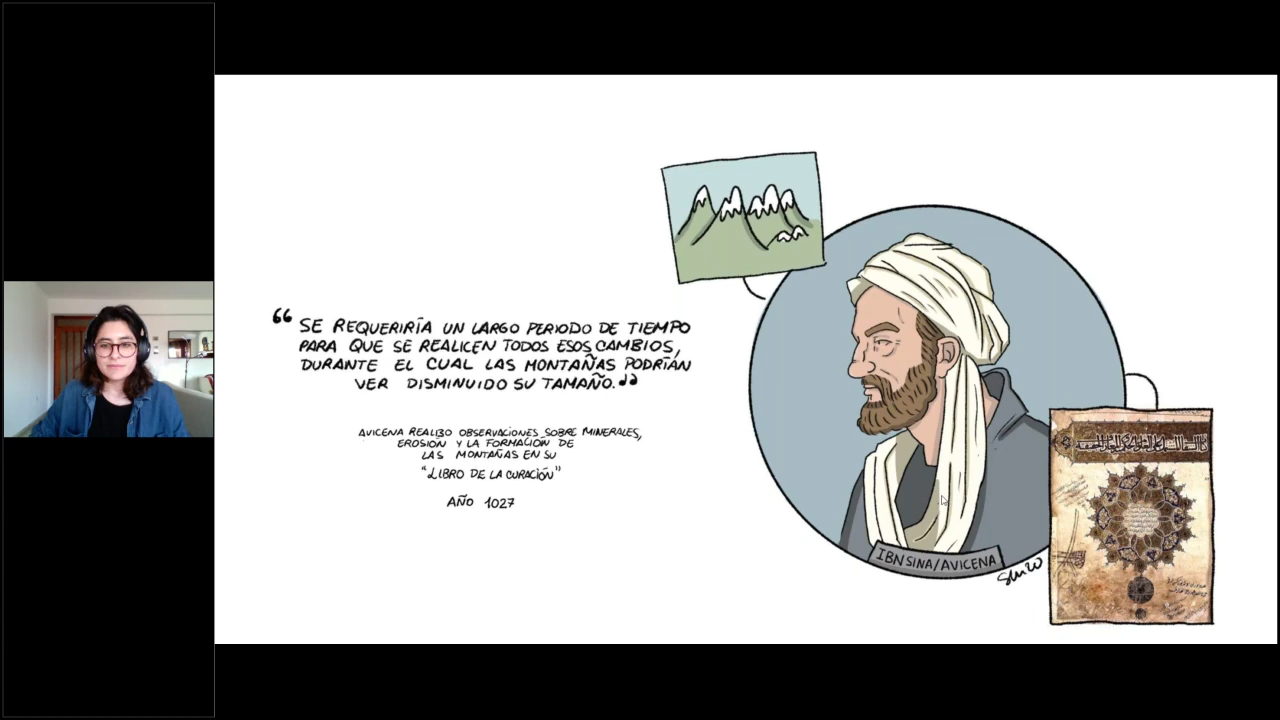 “SE REQUERIRÍA UN LARGO PERIODO DE TIEMPO
PARA QUE SE REALICEN TODOS ESOS CAMBIOS,
DURANTE EL CUAL LAS MONTAÑAS PODRÍAN
VER DISMINUIDO SU TAMAÑO.”
AVICENA REALIZO OBSERVACIONES SOBRE MINERALES,
EROSIÓN Y LA FORMACIÓN DE
LAS MONTAÑAS EN SU
"LIBRO DE LA CURACIÓN"
AÑO 1027
IBN SINA/AVICENA